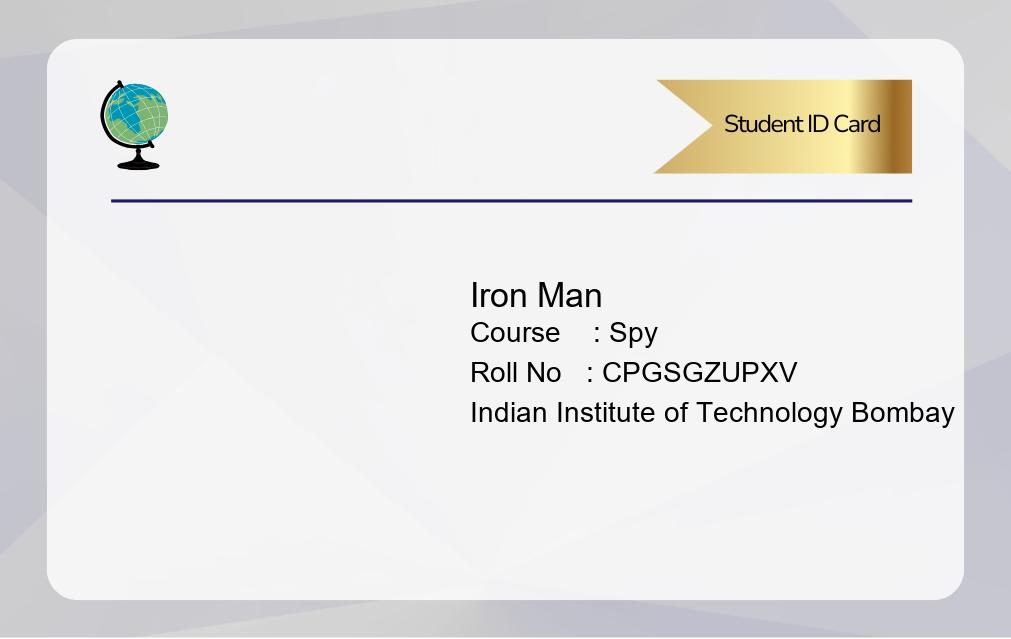 Student ID Card
Iron Man
Course : Spy
Roll No : CPGSGZUPXV
Indian Institute of Technology Bombay